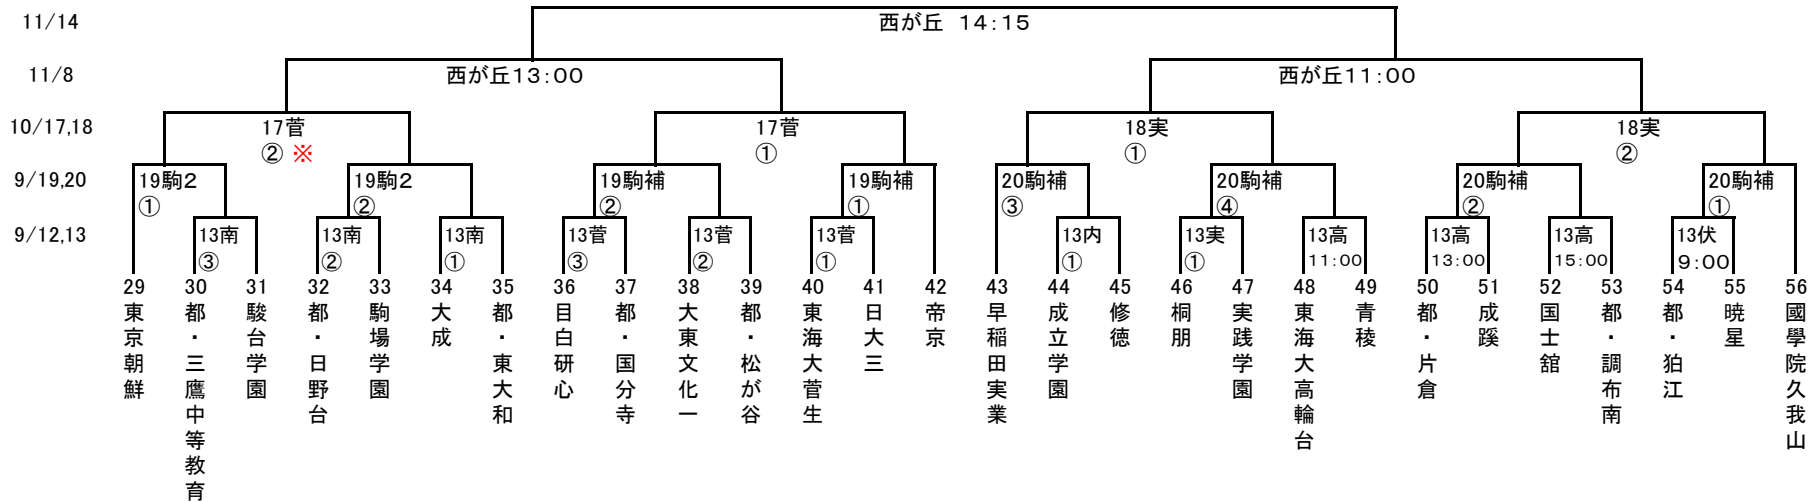 11/14
西が丘 14:15
11/8
西が丘13:00
西が丘11:00
10/17,18
17菅
② ※
17菅
①
18実
①
18実
②
9/19,20
19駒2
①
19駒2
②
19駒補
②
19駒補
①
20駒補
③
20駒補
④
20駒補
②
20駒補
①
9/12,13
13南
③
13南
②
13南
①
13菅
③
13菅
②
13菅
①
13内
①
13実
①
13高
11:00
13高
13:00
13高
15:00
13伏
9:00
29
東京朝鮮
30
都・三鷹中等教育
31
駿台学園
32
都・日野台
33
駒場学園
34
大成
35
都・東大和
36
目白研心
37
都・国分寺
38
大東文化一
39
都・松が谷
40
東海大菅生
41
日大三
42
帝京
43
早稲田実業
44
成立学園
45
修徳
46
桐朋
47
実践学園
48
東海大高輪台
49
青稜
50
都・片倉
51
成蹊
52
国士舘
53
都・調布南
54
都・狛江
55
暁星
56
國學院久我山